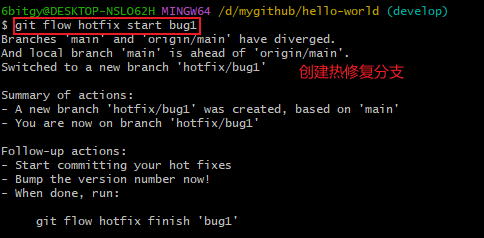 6bitgy@DESKTOP-NSLO62H MINGW64 /d/mygithub/hello-world (develop)
$ git flow hotfix start bug1
Branches 'main' and 'origin/main' have diverged.
And local branch 'main' is ahead of 'origin/main'.
Switched to a new branch 'hotfix/bug1'
创建热修复分支
Summary of actions:
- A new branch 'hotfix/bug1' was created, based on 'main'
- You are now on branch 'hotfix/bug1'
Follow-up actions:
- Start committing your hot fixes
- Bump the version number now!
- When done, run:
git flow hotfix finish 'bug1'